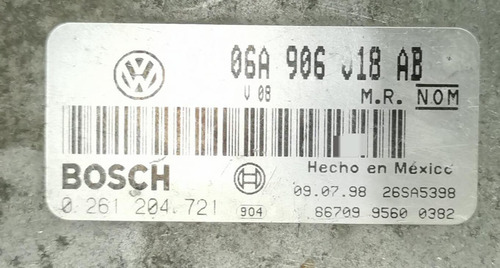 06A 906 018 AB
V 08
M.R. NOM
BOSCH
Hecho en México
09.07.98 26SA5398
0 261 204 721
904
66709 9560 0382